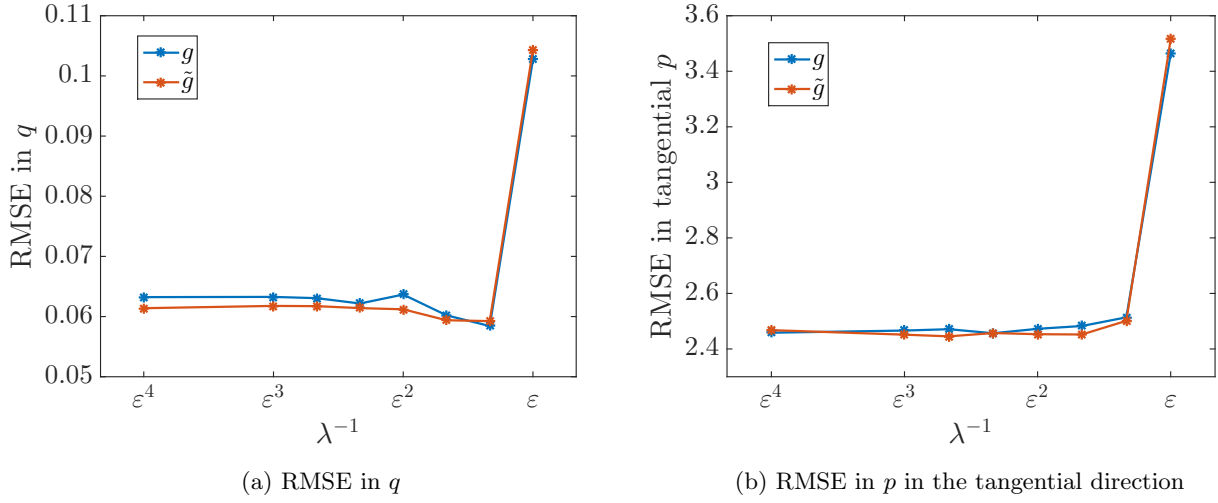 0.11
0.1
0.09
0.08
0.07
0.06
0.05
RMSE in q
g
g̃
ε⁴
ε³
ε²
ε
λ⁻¹
(a) RMSE in q
3.6
3.4
3.2
3
2.8
2.6
2.4
RMSE in tangential p
g
g̃
ε⁴
ε³
ε²
ε
λ⁻¹
(b) RMSE in p in the tangential direction